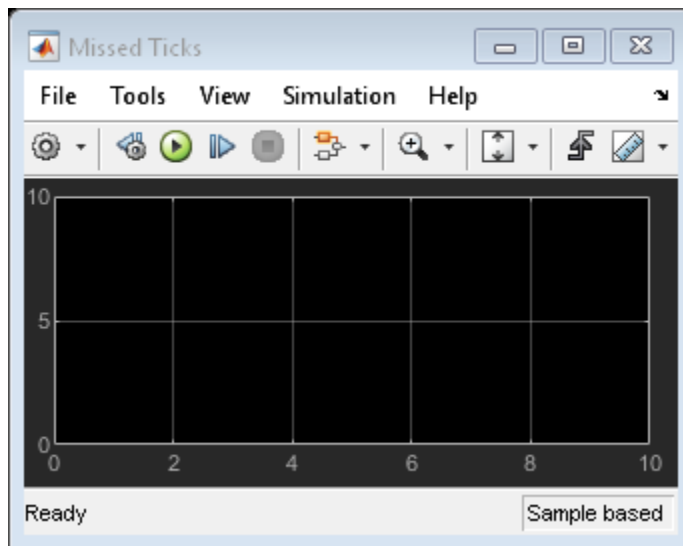 Missed Ticks
File Tools View Simulation Help
10
5
0
0 2 4 6 8 10
Ready Sample based